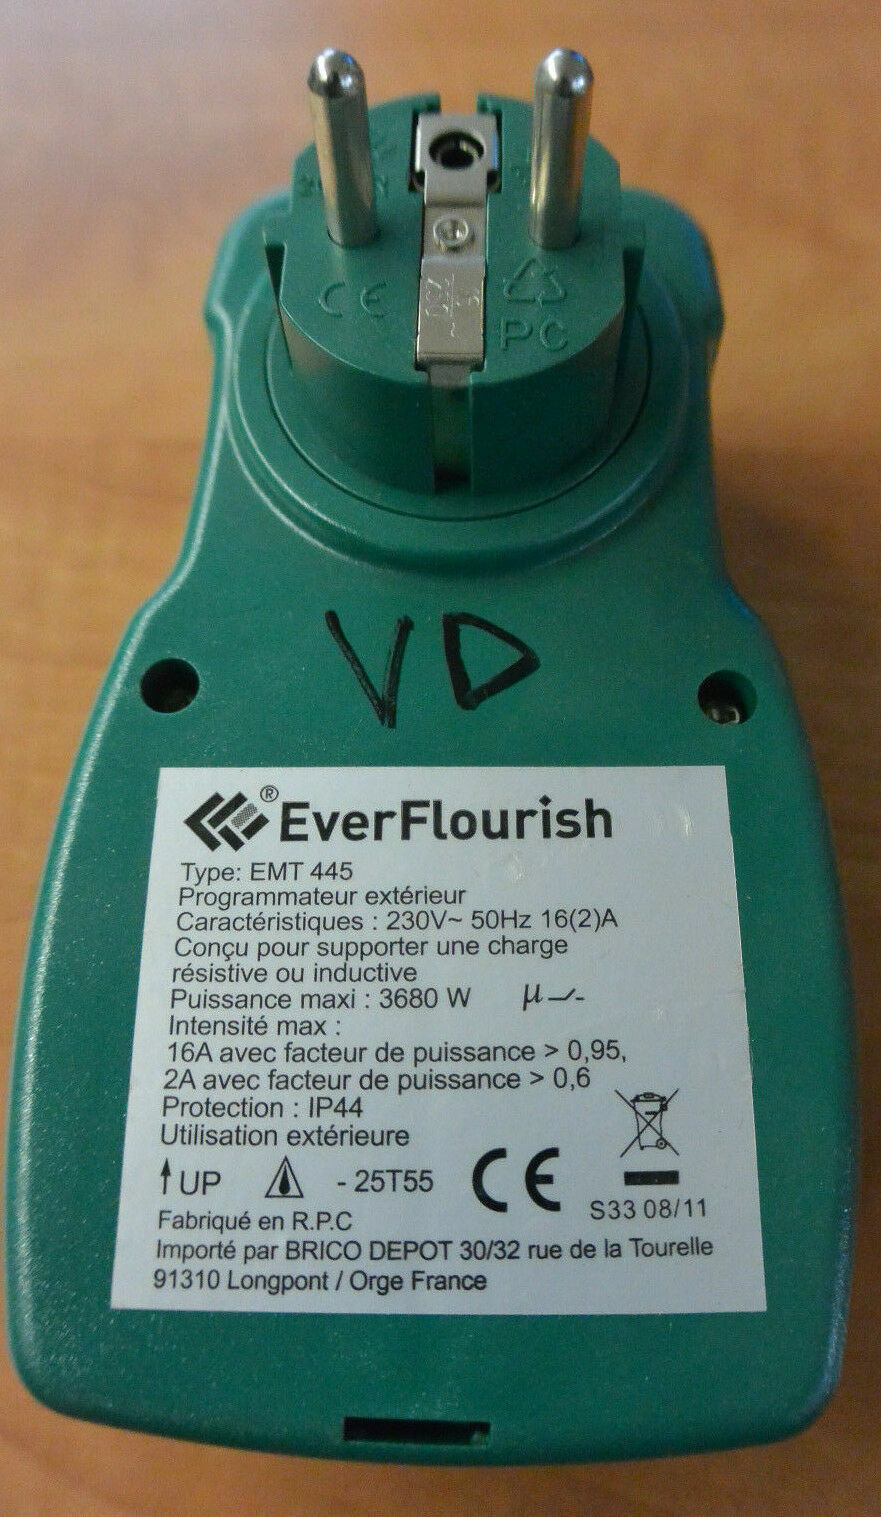 CE
PC
VD
® EverFlourish
Type: EMT 445
Programmateur extérieur
Caractéristiques : 230V~ 50Hz 16(2)A
Conçu pour supporter une charge
résistive ou inductive
Puissance maxi : 3680 W μ
Intensité max :
16A avec facteur de puissance > 0,95,
2A avec facteur de puissance > 0,6
Protection : IP44
Utilisation extérieure
UP - 25T55 CE
S33 08/11
Fabriqué en R.P.C
Importé par BRICO DEPOT 30/32 rue de la Tourelle
91310 Longpont / Orge France